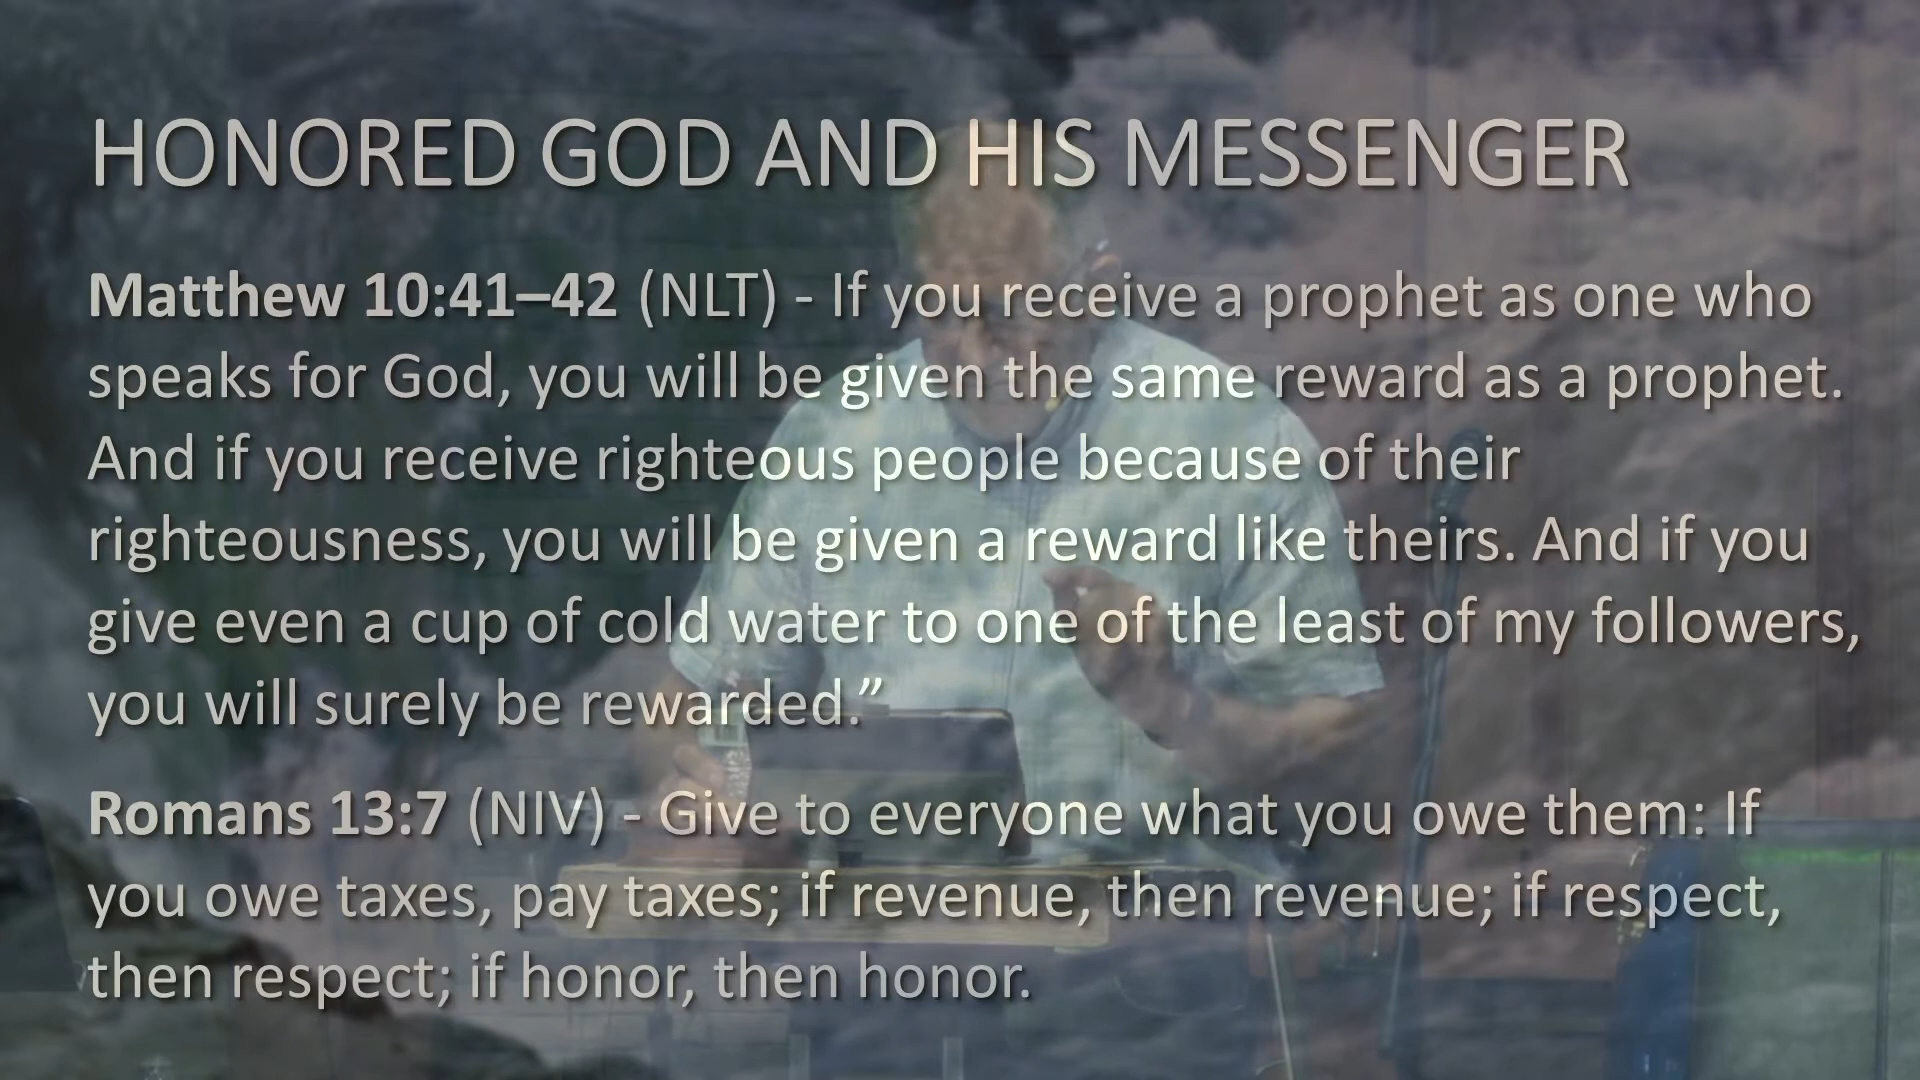 HONORED GOD AND HIS MESSENGER
Matthew 10:41–42 (NLT) - If you receive a prophet as one who
speaks for God, you will be given the same reward as a prophet.
And if you receive righteous people because of their
righteousness, you will be given a reward like theirs. And if you
give even a cup of cold water to one of the least of my followers,
you will surely be rewarded.”
Romans 13:7 (NIV) - Give to everyone what you owe them: If
you owe taxes, pay taxes; if revenue, then revenue; if respect,
then respect; if honor, then honor.